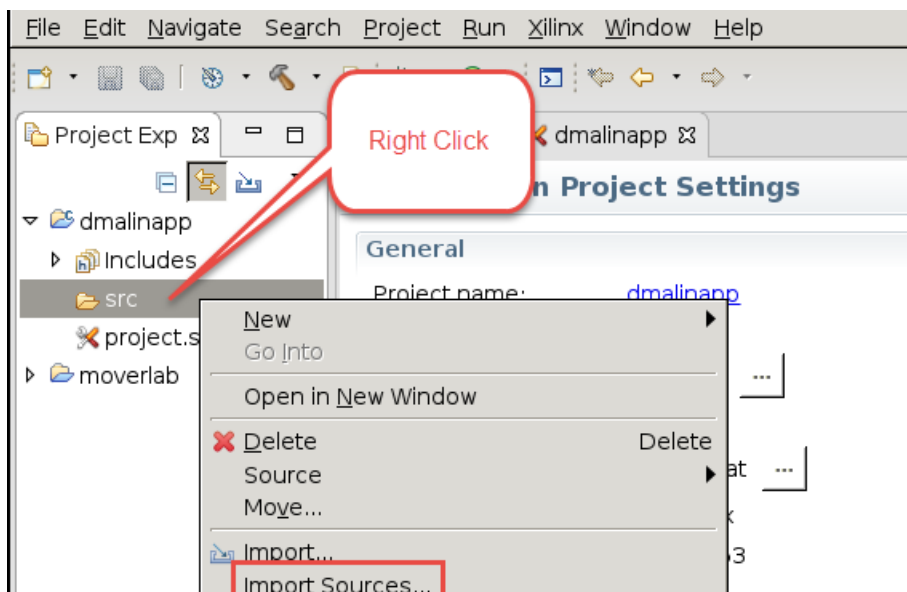 File Edit Navigate Search Project Run Xilinx Window Help
Project Exp
dmalinapp
Right Click
n Project Settings
dmalinapp
Includes
src
project.s
moverlab
General
Project name: dmalinapp
New
Go Into
Open in New Window
Delete Delete
Source
Move...
Import...
Import Sources...
...
at ...
x
53